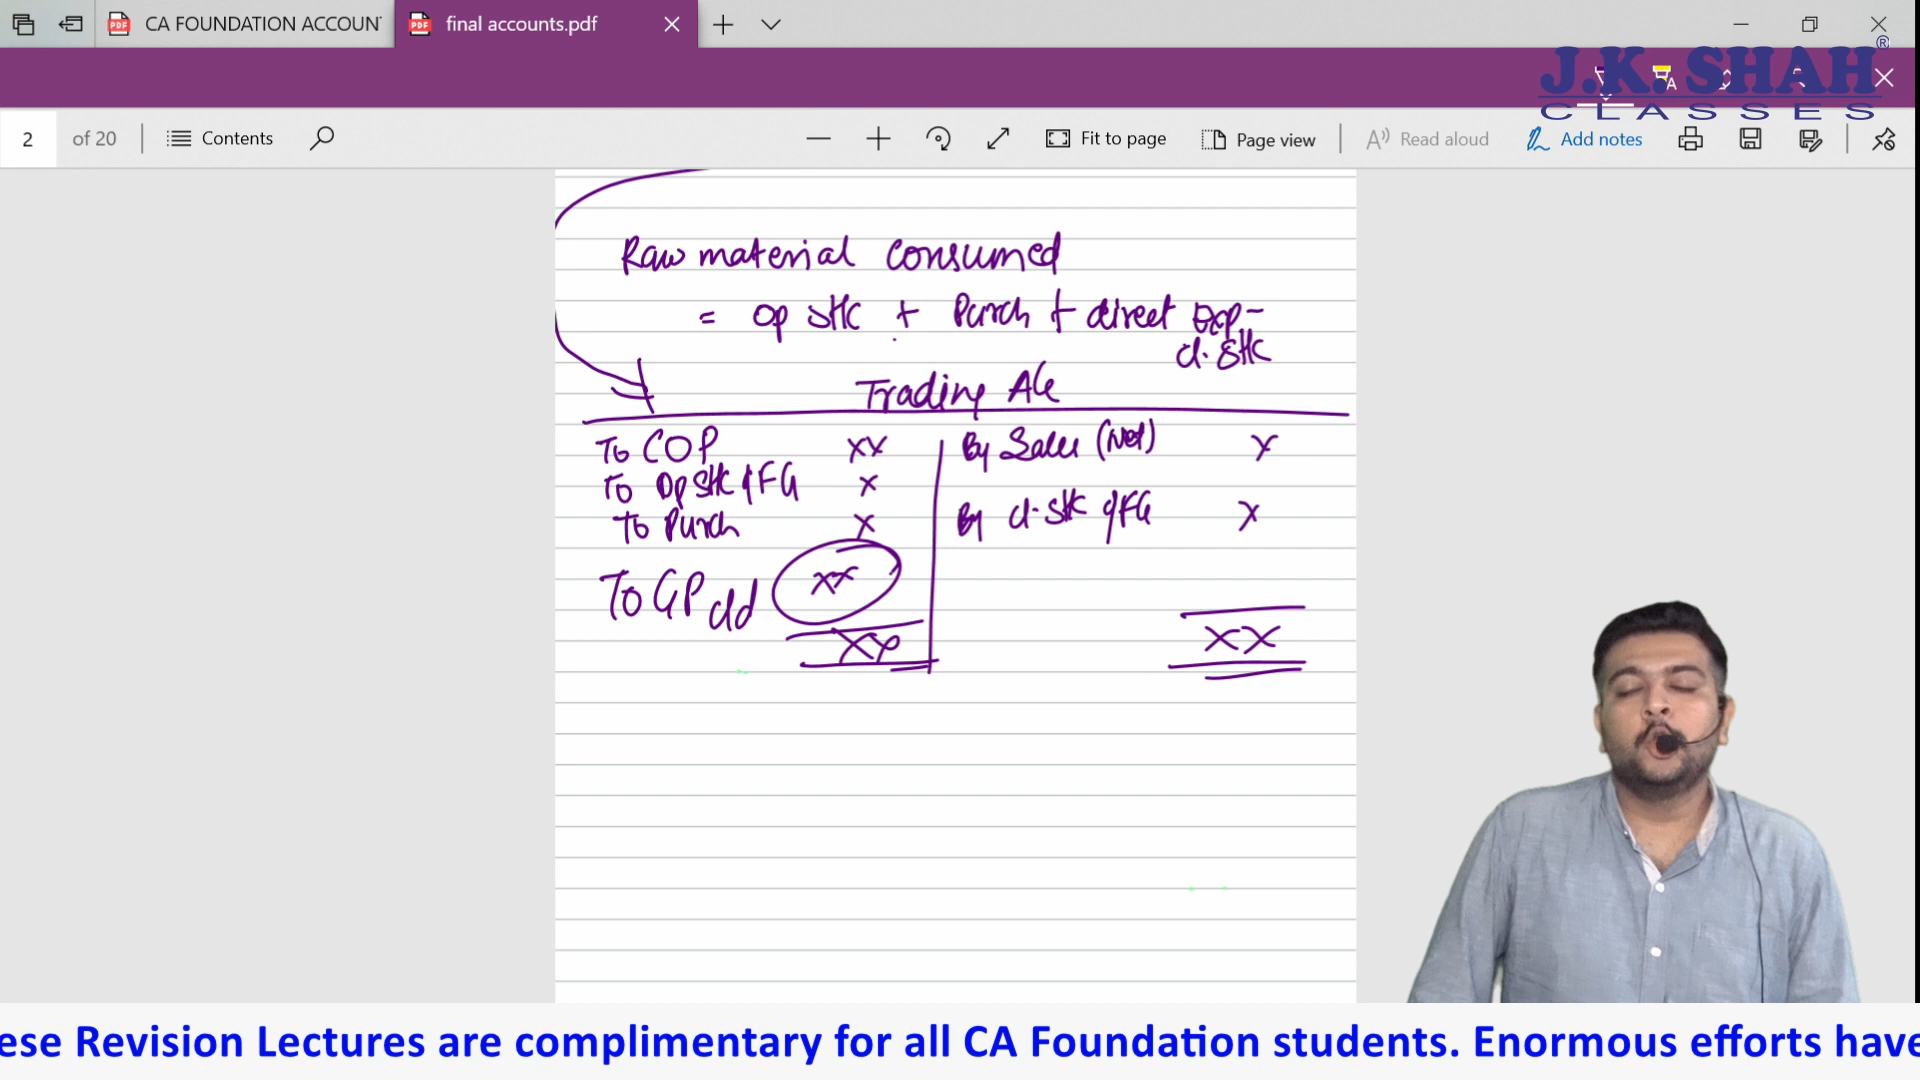 CA FOUNDATION ACCOUNT
final accounts.pdf
J.K. SHAH®
CLASSES
2 of 20 Contents Fit to page Page view Read aloud Add notes
Raw material consumed
= Op stk + Purch + direct Exp -
cl. stk
Trading A/c
To COP XX By Sales (Net) X
To Op stk of FG X By cl. stk of FG X
To Purch X
To GP c/d XX
XX XX
ese Revision Lectures are complimentary for all CA Foundation students. Enormous efforts have